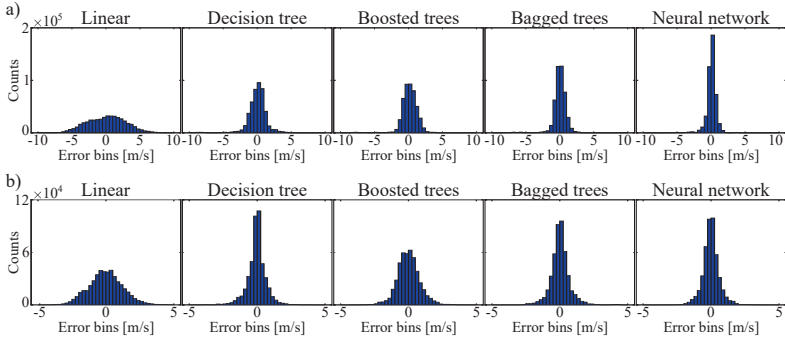 a)
Linear Decision tree Boosted trees Bagged trees Neural network
×10⁵
2
1
0
Counts
-10 -5 0 5 10 -10 -5 0 5 10 -10 -5 0 5 10 -10 -5 0 5 10 -10 -5 0 5 10
Error bins [m/s] Error bins [m/s] Error bins [m/s] Error bins [m/s] Error bins [m/s]
b)
Linear Decision tree Boosted trees Bagged trees Neural network
×10⁴
12
6
0
Counts
-5 0 5 -5 0 5 -5 0 5 -5 0 5 -5 0 5
Error bins [m/s] Error bins [m/s] Error bins [m/s] Error bins [m/s] Error bins [m/s]